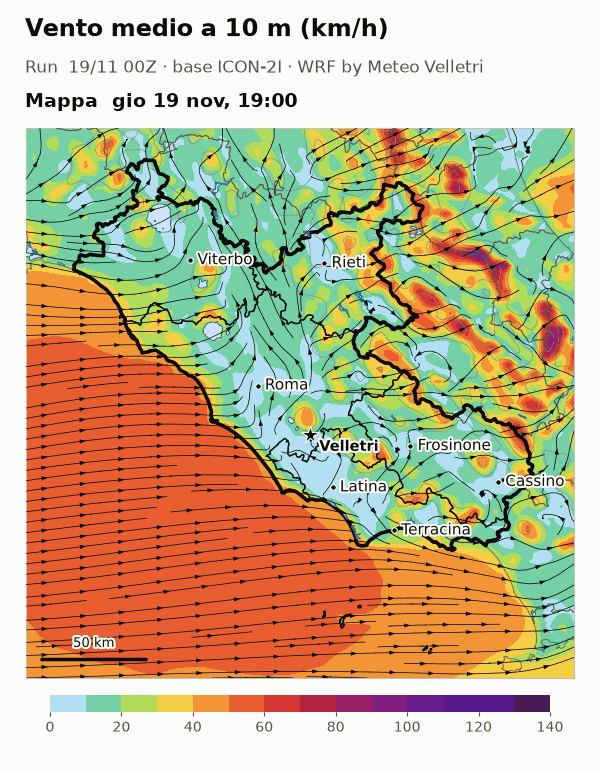 Vento medio a 10 m (km/h)
Run 19/11 00Z · base ICON-2I · WRF by Meteo Velletri
Mappa gio 19 nov, 19:00
Viterbo
Rieti
Roma
Velletri
Frosinone
Cassino
Latina
Terracina
50 km
0 20 40 60 80 100 120 140